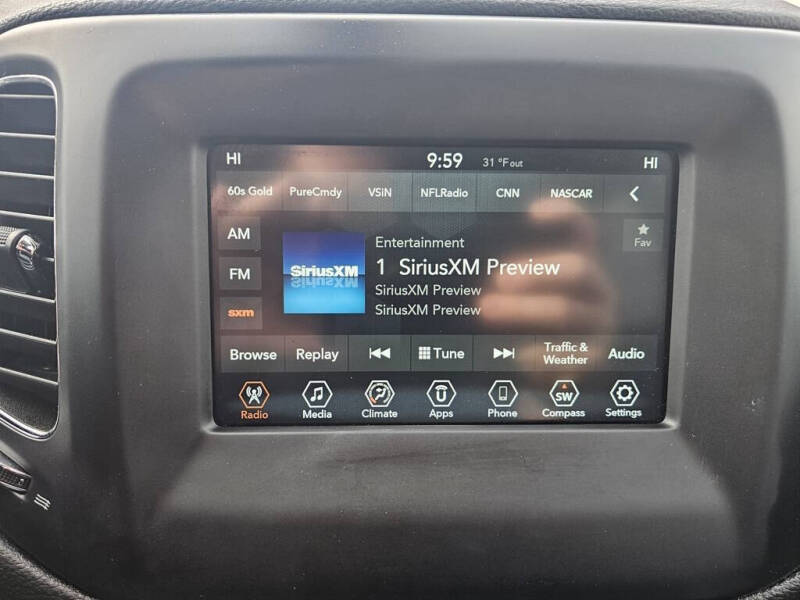 HI 9:59 31 °F out HI
60s Gold PureCmdy VSiN NFLRadio CNN NASCAR
AM
FM
sxm
SiriusXM
Entertainment
1 SiriusXM Preview
SiriusXM Preview
SiriusXM Preview
Fav
Browse Replay Tune Traffic & Weather Audio
Radio Media Climate Apps Phone SW Compass Settings